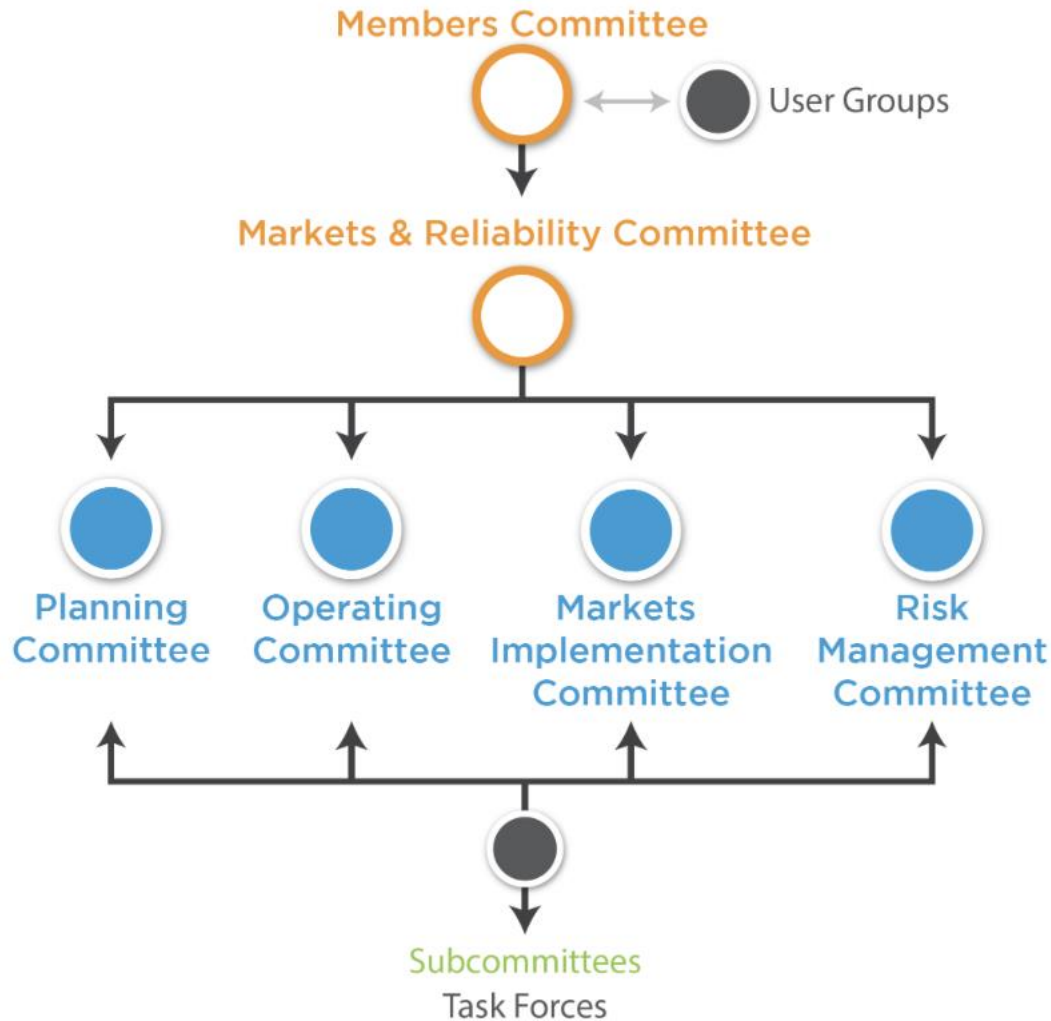 Members Committee
User Groups
Markets & Reliability Committee
Planning
Committee
Operating
Committee
Markets
Implementation
Committee
Risk
Management
Committee
Subcommittees
Task Forces